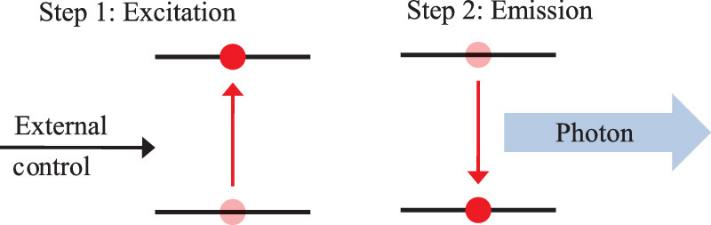 Step 1: Excitation
Step 2: Emission
External
control
Photon